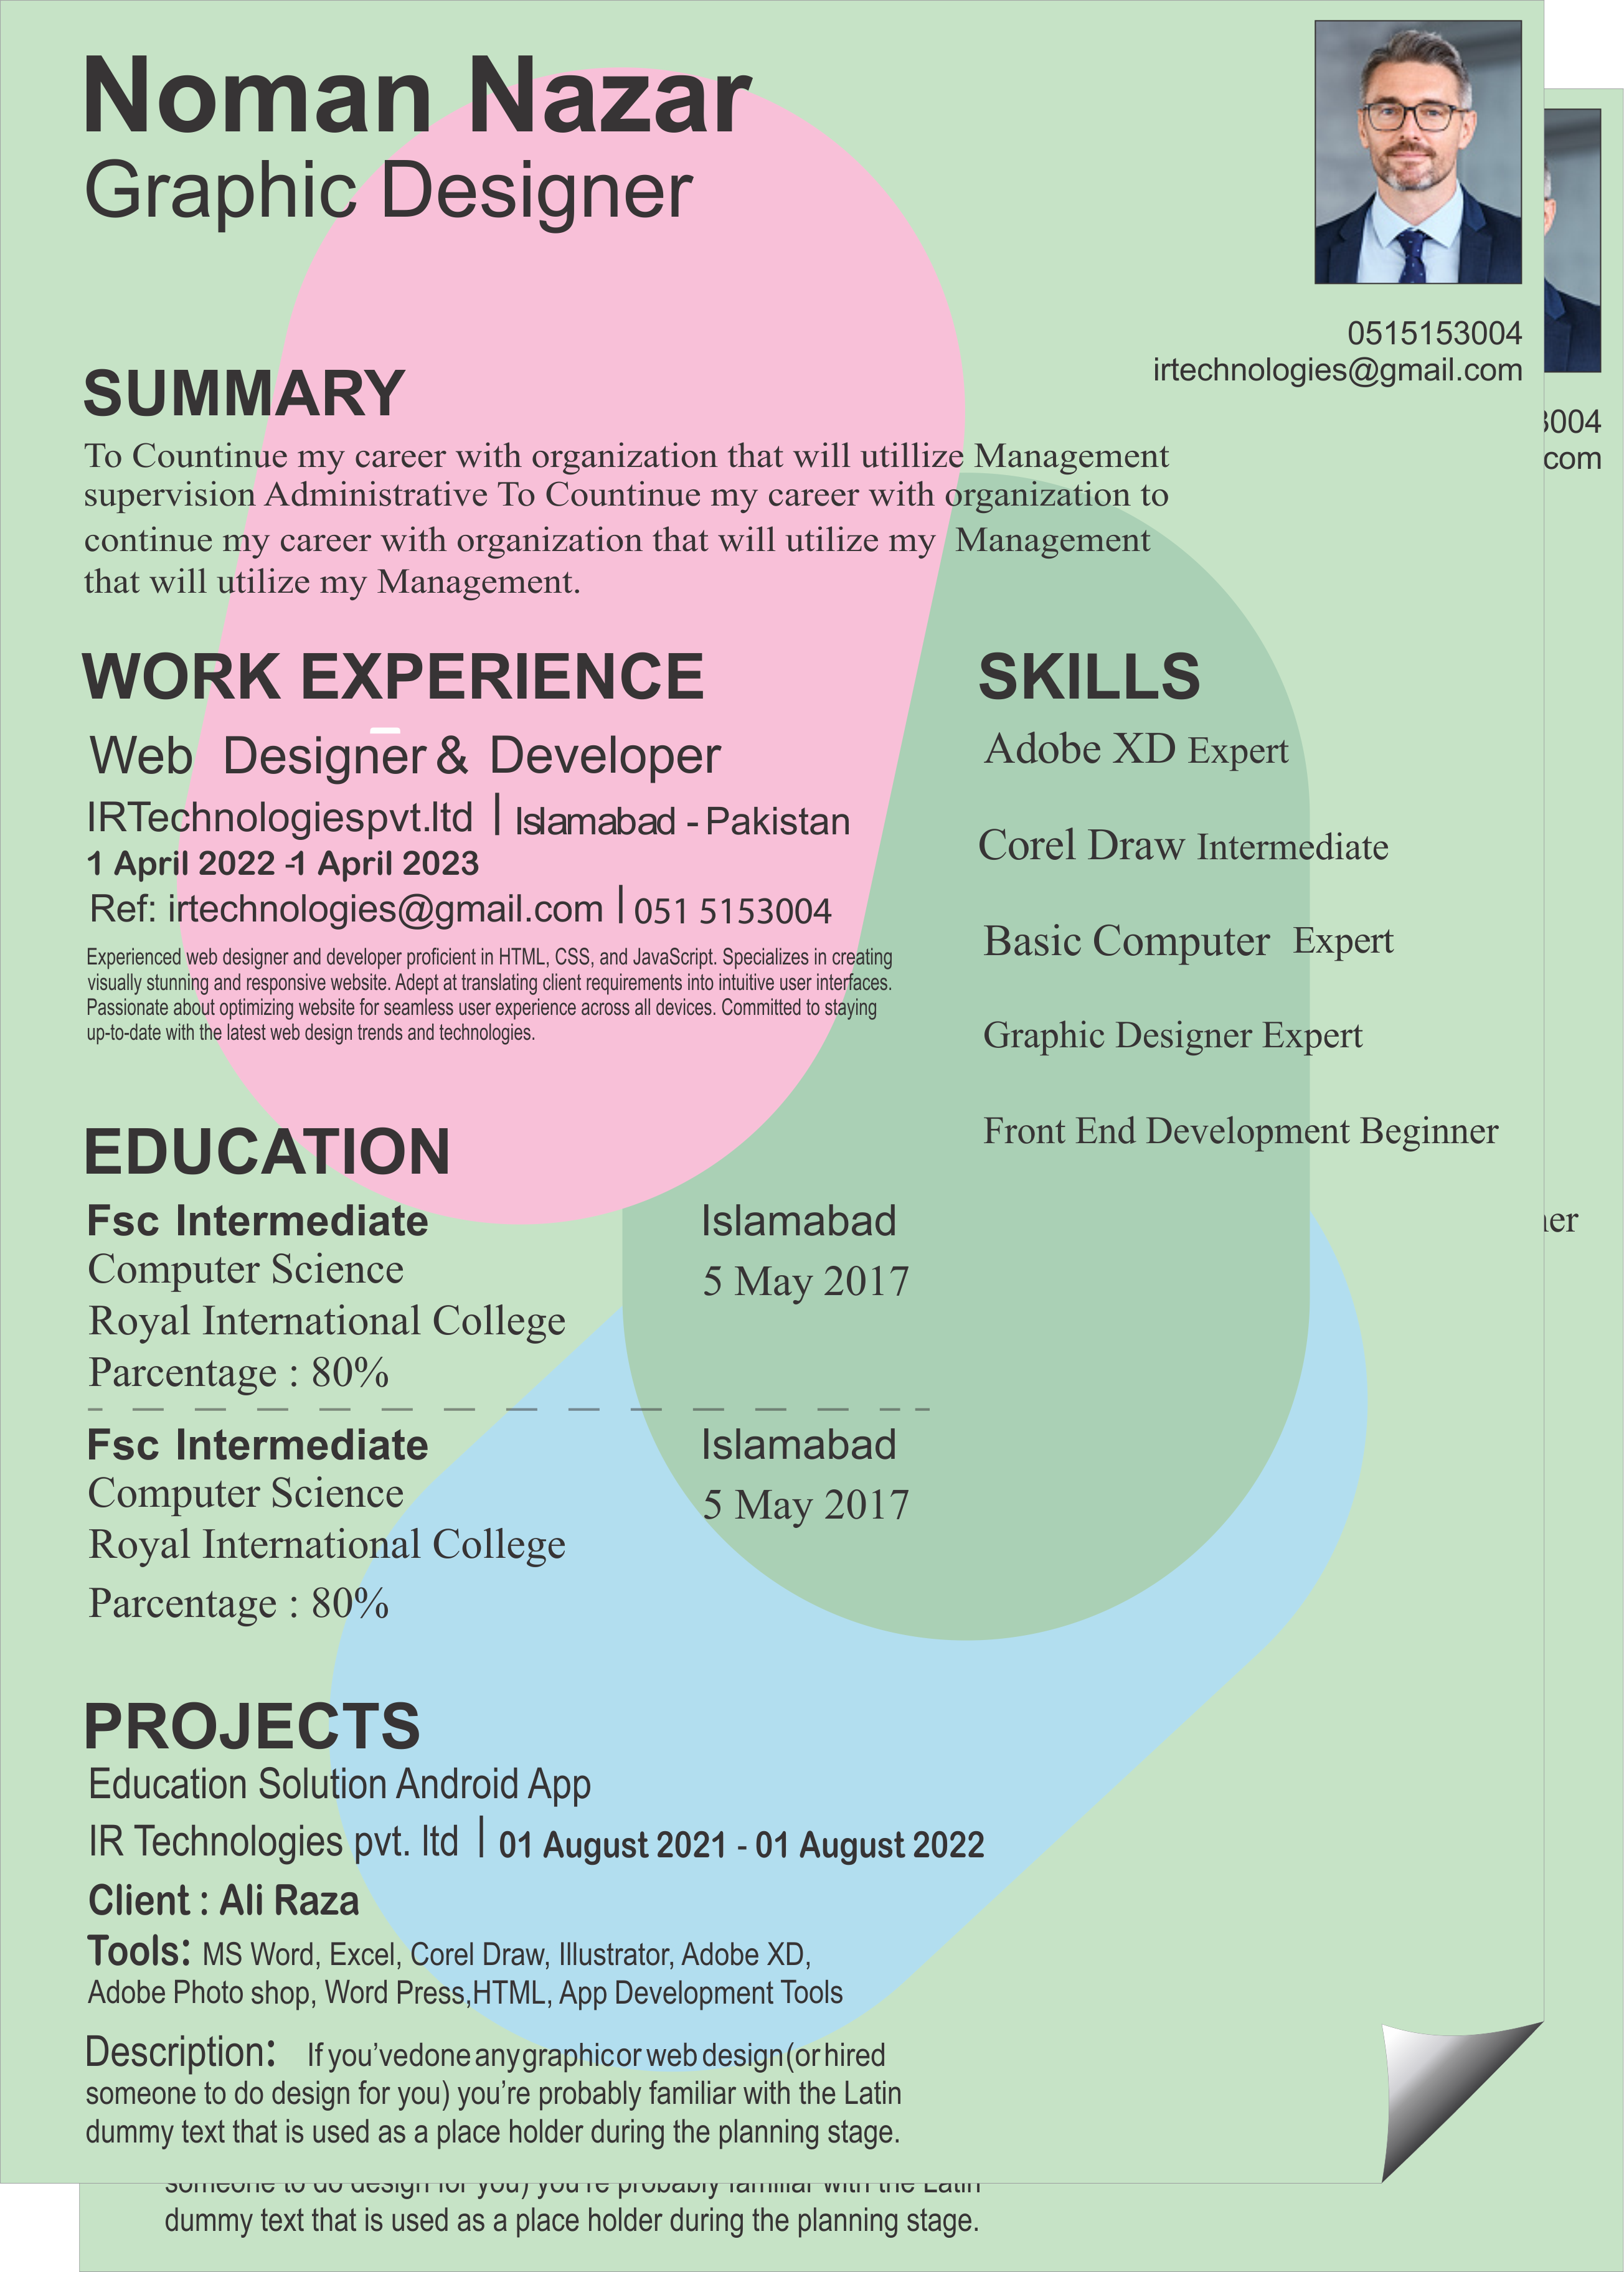 Noman Nazar
Graphic Designer
0515153004
irtechnologies@gmail.com
SUMMARY
To Countinue my career with organization that will utillize Management
supervision Administrative To Countinue my career with organization to
continue my career with organization that will utilize my Management
that will utilize my Management.
WORK EXPERIENCE
Web Designer & Developer
IRTechnologiespvt.ltd | Islamabad - Pakistan
1 April 2022 -1 April 2023
Ref: irtechnologies@gmail.com | 051 5153004
Experienced web designer and developer proficient in HTML, CSS, and JavaScript. Specializes in creating
visually stunning and responsive website. Adept at translating client requirements into intuitive user interfaces.
Passionate about optimizing website for seamless user experience across all devices. Committed to staying
up-to-date with the latest web design trends and technologies.
SKILLS
Adobe XD Expert
Corel Draw Intermediate
Basic Computer Expert
Graphic Designer Expert
Front End Development Beginner
EDUCATION
Fsc Intermediate
Computer Science
Royal International College
Parcentage : 80%
Islamabad
5 May 2017
Fsc Intermediate
Computer Science
Royal International College
Parcentage : 80%
Islamabad
5 May 2017
PROJECTS
Education Solution Android App
IR Technologies pvt. ltd | 01 August 2021 - 01 August 2022
Client : Ali Raza
Tools: MS Word, Excel, Corel Draw, Illustrator, Adobe XD,
Adobe Photo shop, Word Press,HTML, App Development Tools
Description: If you've done any graphic or web design (or hired
someone to do design for you) you're probably familiar with the Latin
dummy text that is used as a place holder during the planning stage.
3004
com
ner
someone to do design for you) you're probably familiar with the Latin
dummy text that is used as a place holder during the planning stage.